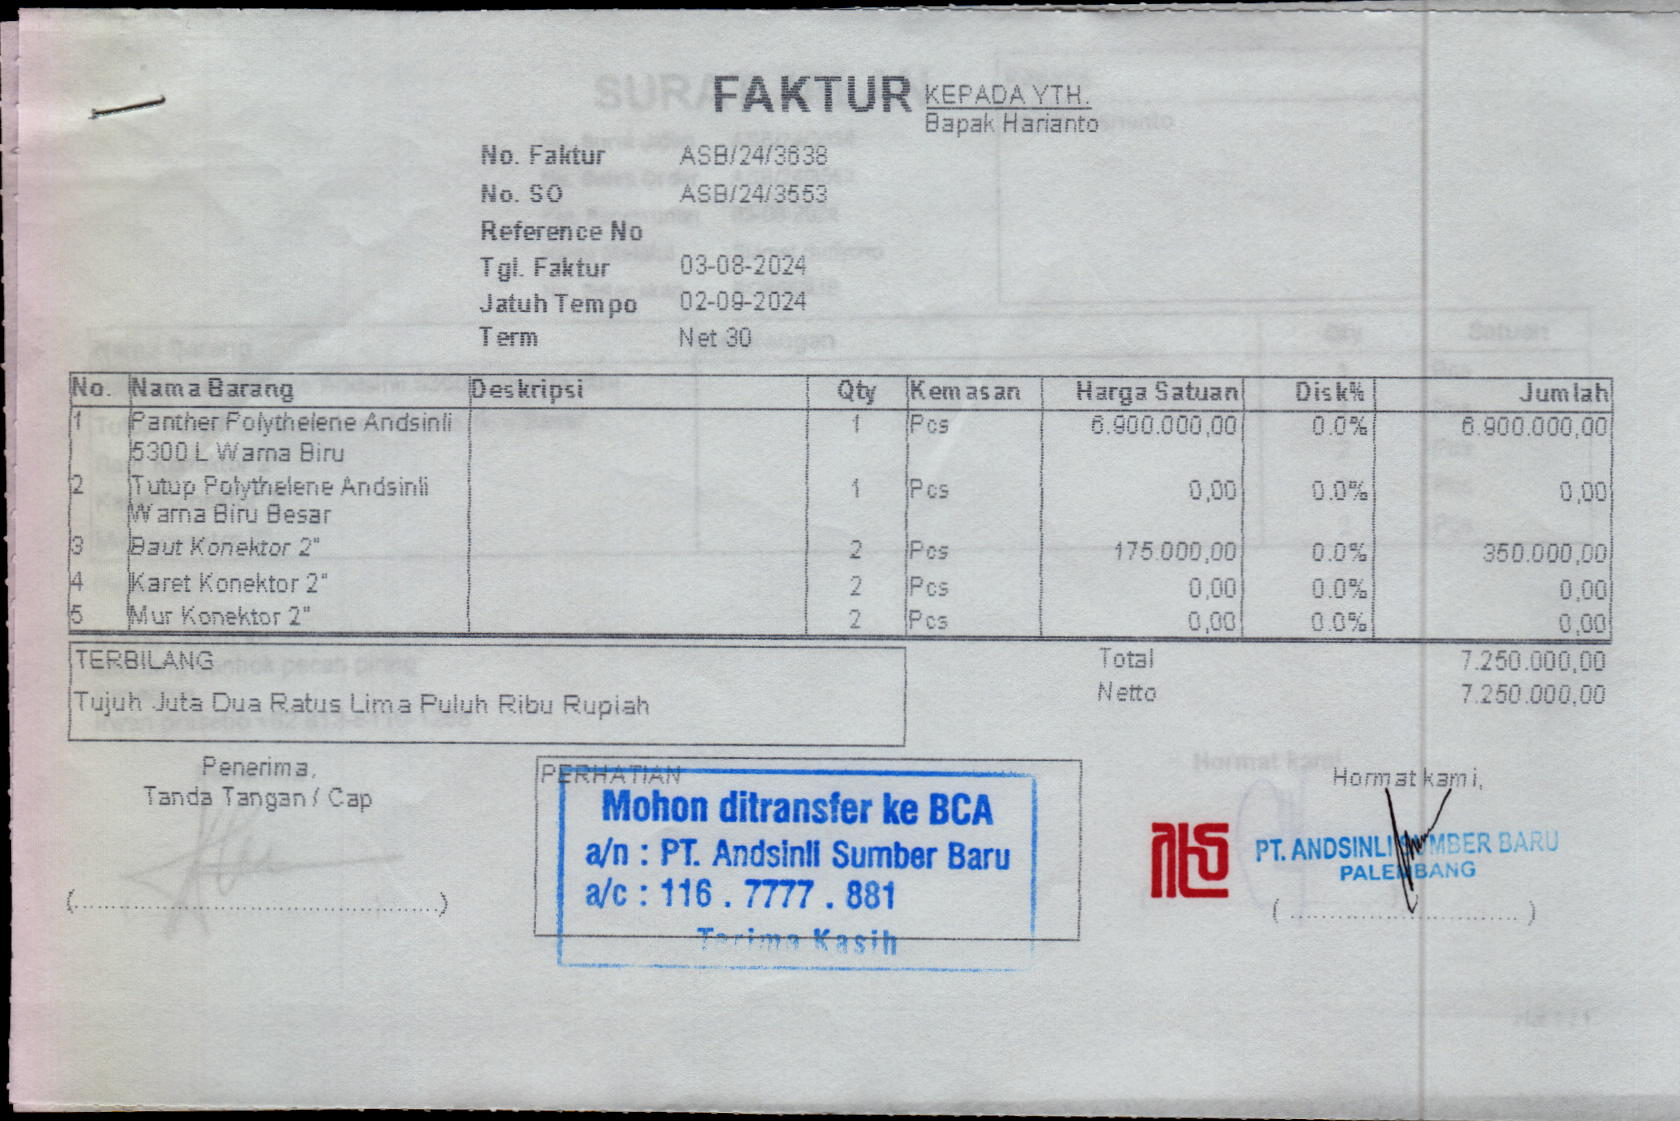 FAKTUR
KEPADA YTH.
Bapak Harianto
No. Faktur ASB/24/3638
No. SO ASB/24/3553
Reference No
Tgl. Faktur 03-08-2024
Jatuh Tempo 02-09-2024
Term Net 30
No. Nama Barang Deskripsi Qty Kemasan Harga Satuan Disk% Jumlah
1 Panther Polythelene Andsinli 1 Pcs 6.900.000,00 0.0% 6.900.000,00
5300 L Warna Biru
2 Tutup Polythelene Andsinli 1 Pcs 0,00 0.0% 0,00
Warna Biru Besar
3 Baut Konektor 2" 2 Pcs 175.000,00 0.0% 350.000,00
4 Karet Konektor 2" 2 Pcs 0,00 0.0% 0,00
5 Mur Konektor 2" 2 Pcs 0,00 0.0% 0,00
TERBILANG
Tujuh Juta Dua Ratus Lima Puluh Ribu Rupiah
Total 7.250.000,00
Netto 7.250.000,00
Penerima,
Tanda Tangan / Cap
(........................................)
PERHATIAN
Mohon ditransfer ke BCA
a/n : PT. Andsinli Sumber Baru
a/c : 116 . 7777 . 881
Terima Kasih
Hormat kami,
PT. ANDSINLI SUMBER BARU
PALEMBANG
( ............................ )